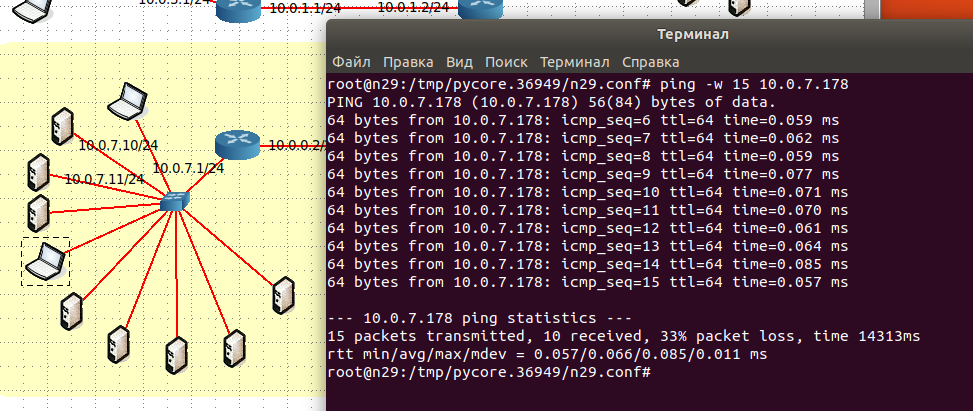 10.0.1.1/24
10.0.1.2/24
10.0.7.10/24
10.0.7.1/24
10.0.7.11/24
10.0.0.2/
Терминал
Файл Правка Вид Поиск Терминал Справка
root@n29:/tmp/pycore.36949/n29.conf# ping -w 15 10.0.7.178
PING 10.0.7.178 (10.0.7.178) 56(84) bytes of data.
64 bytes from 10.0.7.178: icmp_seq=6 ttl=64 time=0.059 ms
64 bytes from 10.0.7.178: icmp_seq=7 ttl=64 time=0.062 ms
64 bytes from 10.0.7.178: icmp_seq=8 ttl=64 time=0.059 ms
64 bytes from 10.0.7.178: icmp_seq=9 ttl=64 time=0.077 ms
64 bytes from 10.0.7.178: icmp_seq=10 ttl=64 time=0.071 ms
64 bytes from 10.0.7.178: icmp_seq=11 ttl=64 time=0.070 ms
64 bytes from 10.0.7.178: icmp_seq=12 ttl=64 time=0.061 ms
64 bytes from 10.0.7.178: icmp_seq=13 ttl=64 time=0.064 ms
64 bytes from 10.0.7.178: icmp_seq=14 ttl=64 time=0.085 ms
64 bytes from 10.0.7.178: icmp_seq=15 ttl=64 time=0.057 ms
--- 10.0.7.178 ping statistics ---
15 packets transmitted, 10 received, 33% packet loss, time 14313ms
rtt min/avg/max/mdev = 0.057/0.066/0.085/0.011 ms
root@n29:/tmp/pycore.36949/n29.conf#